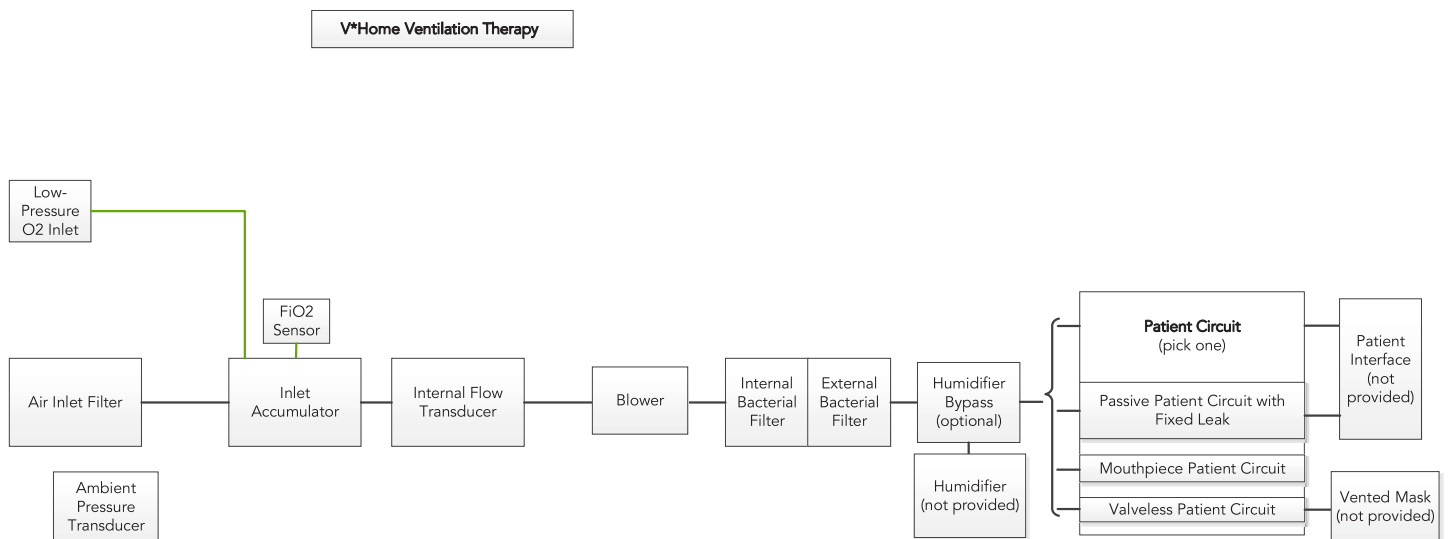 V*Home Ventilation Therapy
Low-
Pressure
O2 Inlet
FiO2
Sensor
Air Inlet Filter
Inlet
Accumulator
Internal Flow
Transducer
Blower
Internal
Bacterial
Filter
External
Bacterial
Filter
Humidifier
Bypass
(optional)
Humidifier
(not provided)
Patient Circuit
(pick one)
Passive Patient Circuit with
Fixed Leak
Mouthpiece Patient Circuit
Valveless Patient Circuit
Patient
Interface
(not
provided)
Vented Mask
(not provided)
Ambient
Pressure
Transducer